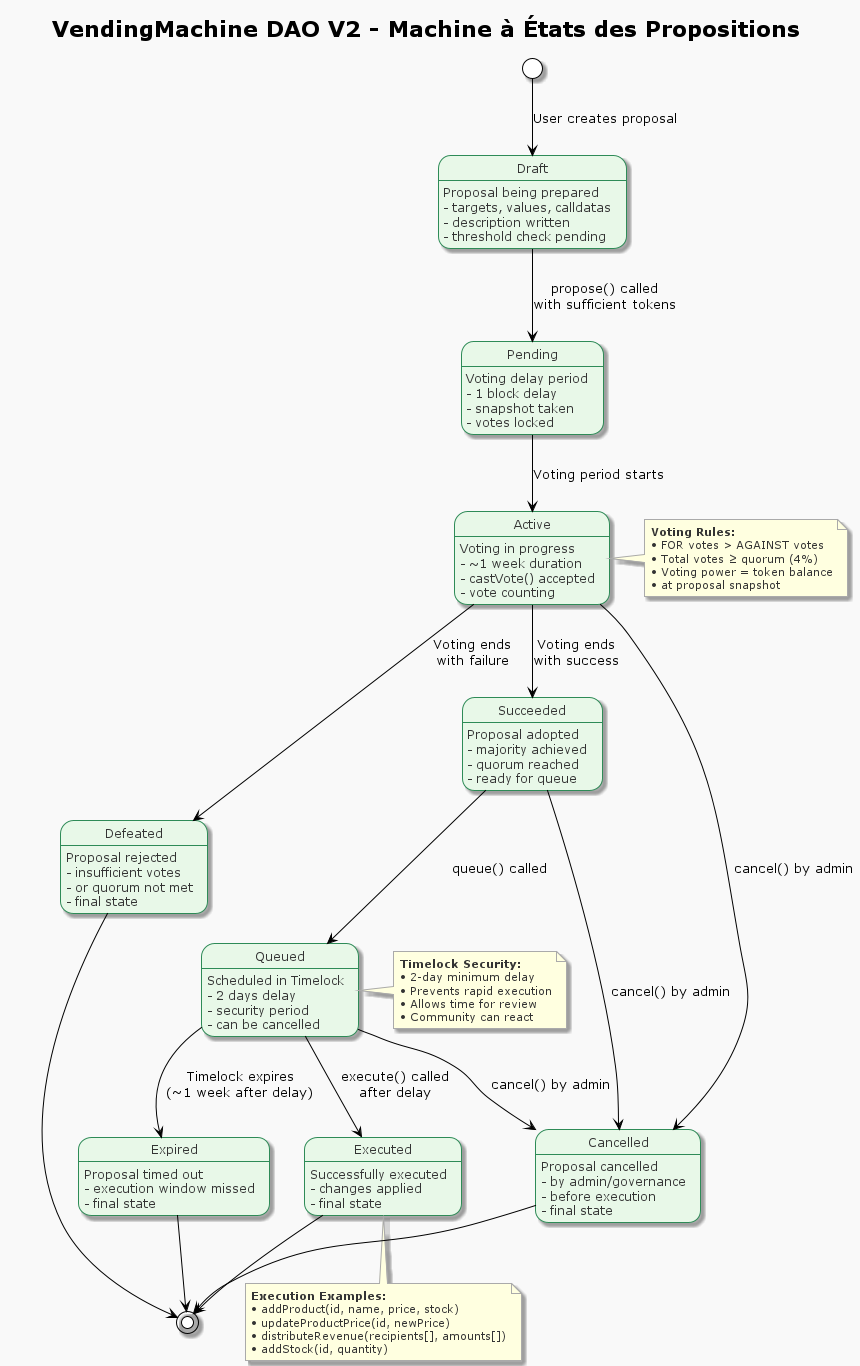 VendingMachine DAO V2 - Machine à États des Propositions
User creates proposal
Draft
Proposal being prepared
- targets, values, calldatas
- description written
- threshold check pending
propose() called
with sufficient tokens
Pending
Voting delay period
- 1 block delay
- snapshot taken
- votes locked
Voting period starts
Active
Voting in progress
- ~1 week duration
- castVote() accepted
- vote counting
Voting Rules:
• FOR votes > AGAINST votes
• Total votes ≥ quorum (4%)
• Voting power = token balance
• at proposal snapshot
Voting ends
with failure
Voting ends
with success
Succeeded
Proposal adopted
- majority achieved
- quorum reached
- ready for queue
Defeated
Proposal rejected
- insufficient votes
- or quorum not met
- final state
queue() called
cancel() by admin
Queued
Scheduled in Timelock
- 2 days delay
- security period
- can be cancelled
Timelock Security:
• 2-day minimum delay
• Prevents rapid execution
• Allows time for review
• Community can react
cancel() by admin
Timelock expires
(~1 week after delay)
execute() called
after delay
cancel() by admin
Expired
Proposal timed out
- execution window missed
- final state
Executed
Successfully executed
- changes applied
- final state
Cancelled
Proposal cancelled
- by admin/governance
- before execution
- final state
Execution Examples:
• addProduct(id, name, price, stock)
• updateProductPrice(id, newPrice)
• distributeRevenue(recipients[], amounts[])
• addStock(id, quantity)